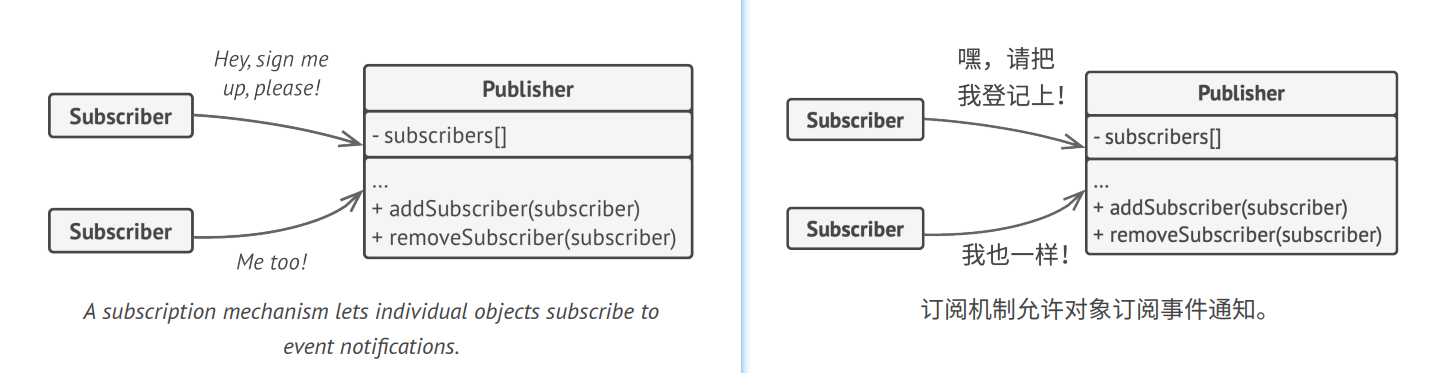 Hey, sign me
up, please!
Subscriber
Publisher
- subscribers[]
...
+ addSubscriber(subscriber)
+ removeSubscriber(subscriber)
Subscriber
Me too!
A subscription mechanism lets individual objects subscribe to
event notifications.
嘿，请把
我登记上！
Subscriber
Publisher
- subscribers[]
...
+ addSubscriber(subscriber)
+ removeSubscriber(subscriber)
Subscriber
我也一样！
订阅机制允许对象订阅事件通知。